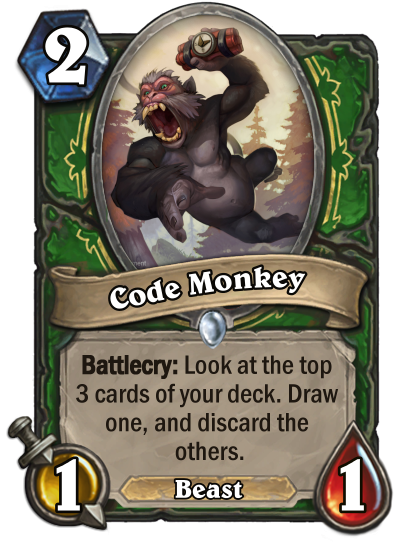 2
Code Monkey
Battlecry: Look at the top
3 cards of your deck. Draw
one, and discard the
others.
1
Beast
1